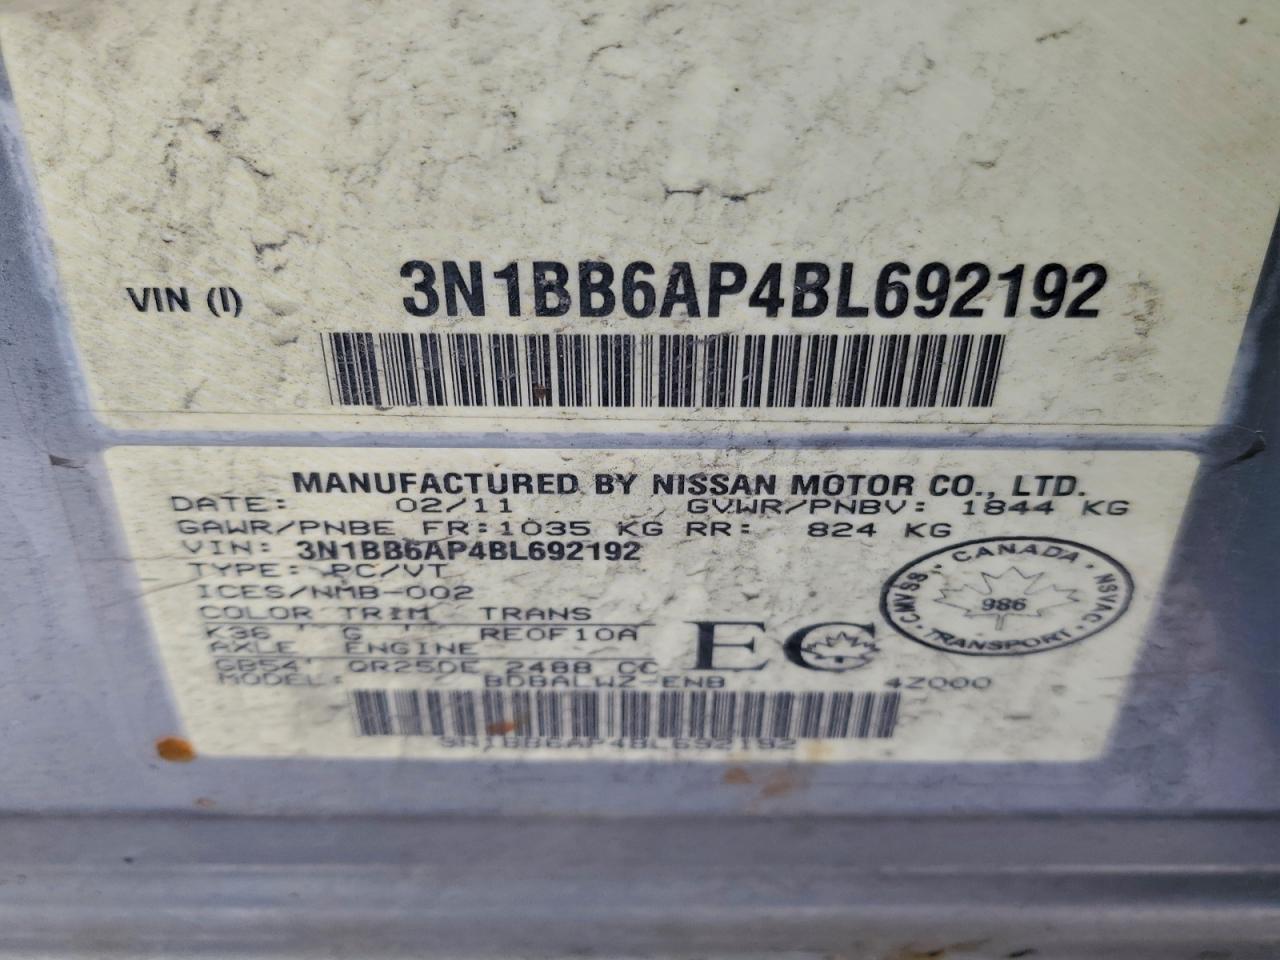 VIN (I) 3N1BB6AP4BL692192
MANUFACTURED BY NISSAN MOTOR CO., LTD.
DATE: 02/11 GVWR/PNBV: 1844 KG
GAWR/PNBE FR:1035 KG RR: 824 KG
VIN: 3N1BB6AP4BL692192
TYPE: PC/VT
ICES/NMB-002
COLOR TRIM TRANS
K36 ' G ' RE0F10A
AXLE ENGINE
GB54' QR25DE 2488 CC
MODEL: BDBALWZ-ENB 4Z000
3N1BB6AP4BL692192
EC
CANADA
CMVSS 986 NSVAC
TRANSPORT